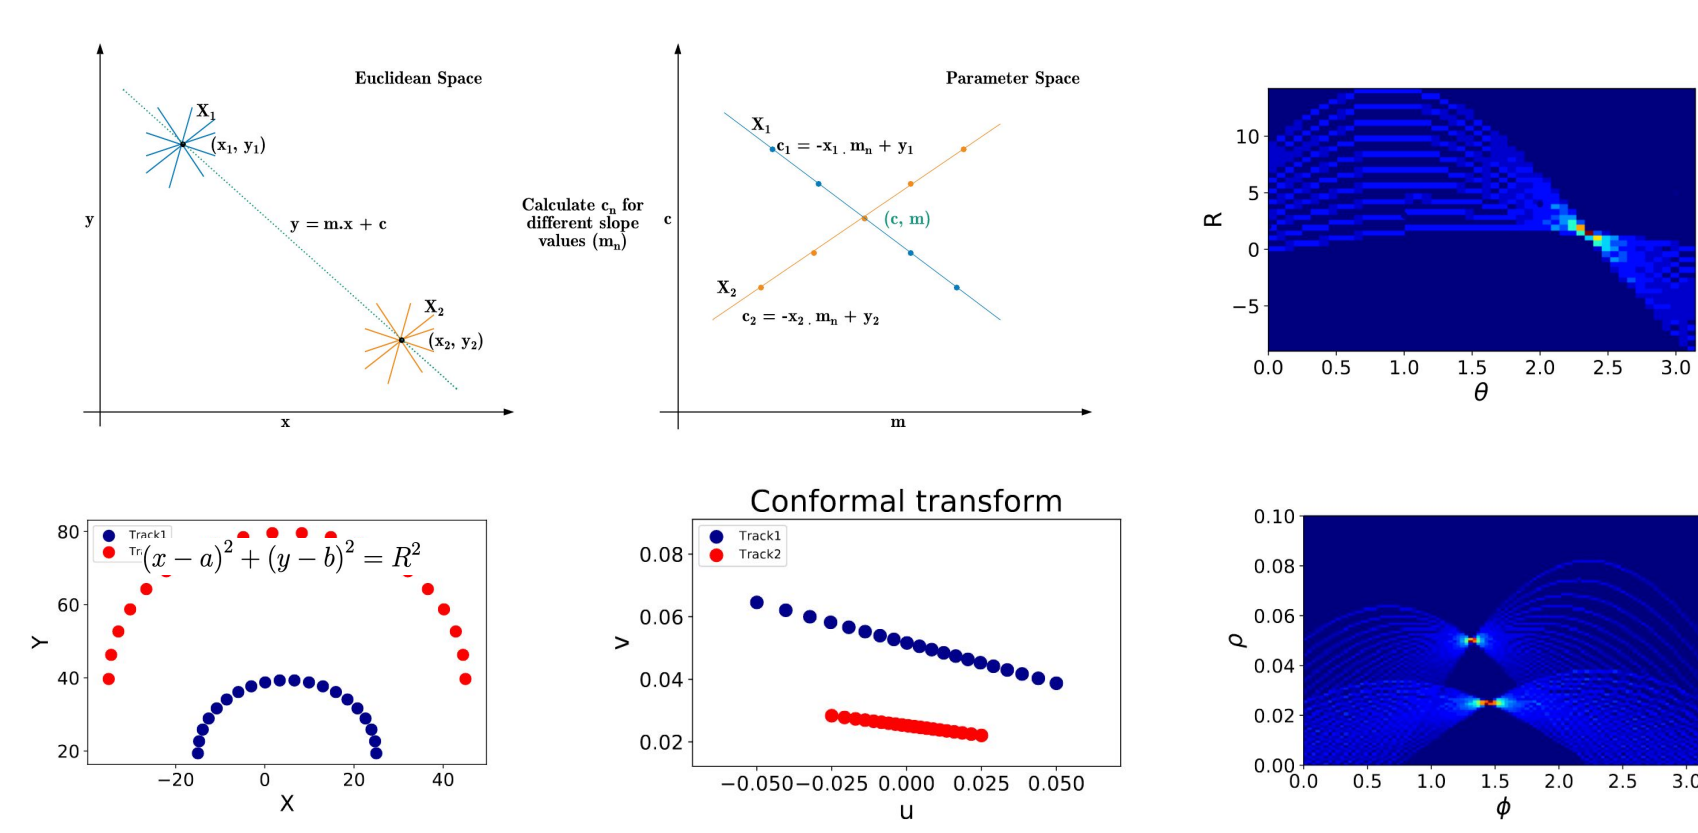 Euclidean Space
X₁
(x₁, y₁)
y = m.x + c
y
X₂
(x₂, y₂)
x
Calculate cₙ for
different slope
values (mₙ)
Parameter Space
X₁
c₁ = -x₁ . mₙ + y₁
c
(c, m)
X₂
c₂ = -x₂ . mₙ + y₂
m
10
5
0
−5
R
0.0 0.5 1.0 1.5 2.0 2.5 3.0
θ
80
60
40
20
Y
Track1
(x − a)² + (y − b)² = R²
−20 0 20 40
X
Conformal transform
Track1
Track2
0.08
0.06
0.04
0.02
v
−0.050 −0.025 0.000 0.025 0.050
u
0.10
0.08
0.06
0.04
0.02
0.00
ρ
0.0 0.5 1.0 1.5 2.0 2.5 3.0
ϕ